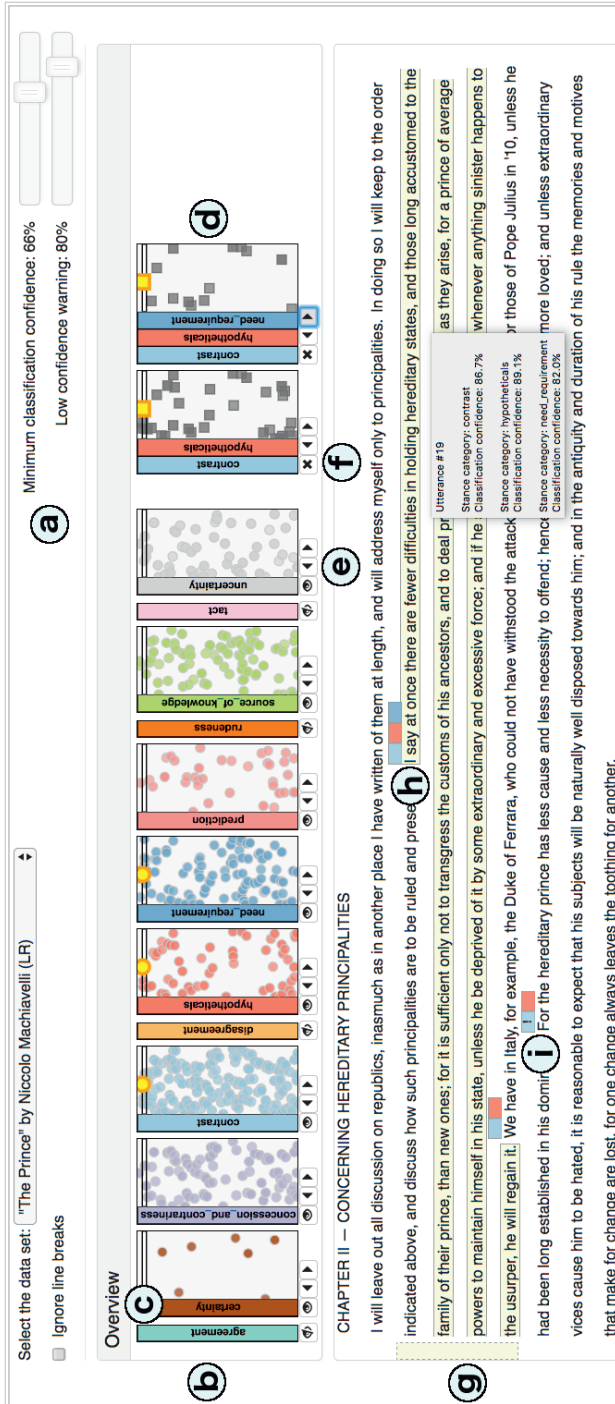 Select the data set: "The Prince" by Niccolo Machiavelli (LR)
Ignore line breaks
a
Minimum classification confidence: 66%
Low confidence warning: 80%
Overview
b
c
agreement
certainty
concession_and_contrariness
contrast
disagreement
hypotheticals
need_requirement
prediction
rudeness
source_of_knowledge
tact
uncertainty
e
contrast
hypotheticals
f
contrast
hypotheticals
need_requirement
d
CHAPTER II — CONCERNING HEREDITARY PRINCIPALITIES
I will leave out all discussion on republics, inasmuch as in another place I have written of them at length, and will address myself only to principalities. In doing so I will keep to the order
indicated above, and discuss how such principalities are to be ruled and prese
h
I say at once there are fewer difficulties in holding hereditary states, and those long accustomed to the
family of their prince, than new ones; for it is sufficient only not to transgress the customs of his ancestors, and to deal pr
as they arise, for a prince of average
powers to maintain himself in his state, unless he be deprived of it by some extraordinary and excessive force; and if he
whenever anything sinister happens to
the usurper, he will regain it. We have in Italy, for example, the Duke of Ferrara, who could not have withstood the attack
r those of Pope Julius in '10, unless he
g
had been long established in his domin
i
!
For the hereditary prince has less cause and less necessity to offend; hence
more loved; and unless extraordinary
vices cause him to be hated, it is reasonable to expect that his subjects will be naturally well disposed towards him; and in the antiquity and duration of his rule the memories and motives
that make for change are lost, for one change always leaves the toothing for another.
Utterance #19
Stance category: contrast
Classification confidence: 86.7%
Stance category: hypotheticals
Classification confidence: 89.1%
Stance category: need_requirement
Classification confidence: 82.0%